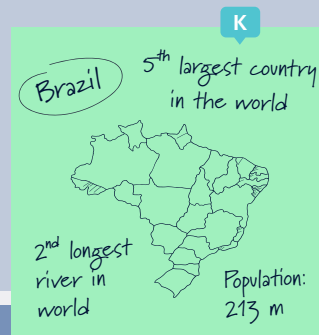 K
Brazil
5th largest country
in the world
2nd longest
river in
world
Population:
213 m